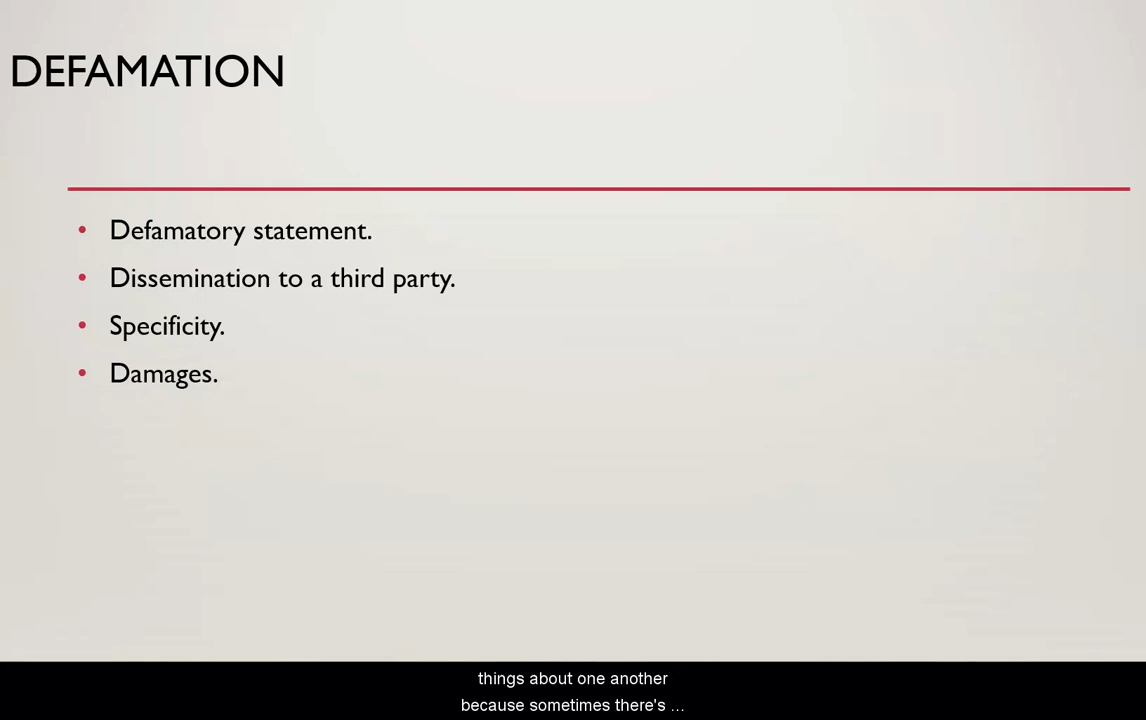 DEFAMATION
• Defamatory statement.
• Dissemination to a third party.
• Specificity.
• Damages.
things about one another
because sometimes there's ...